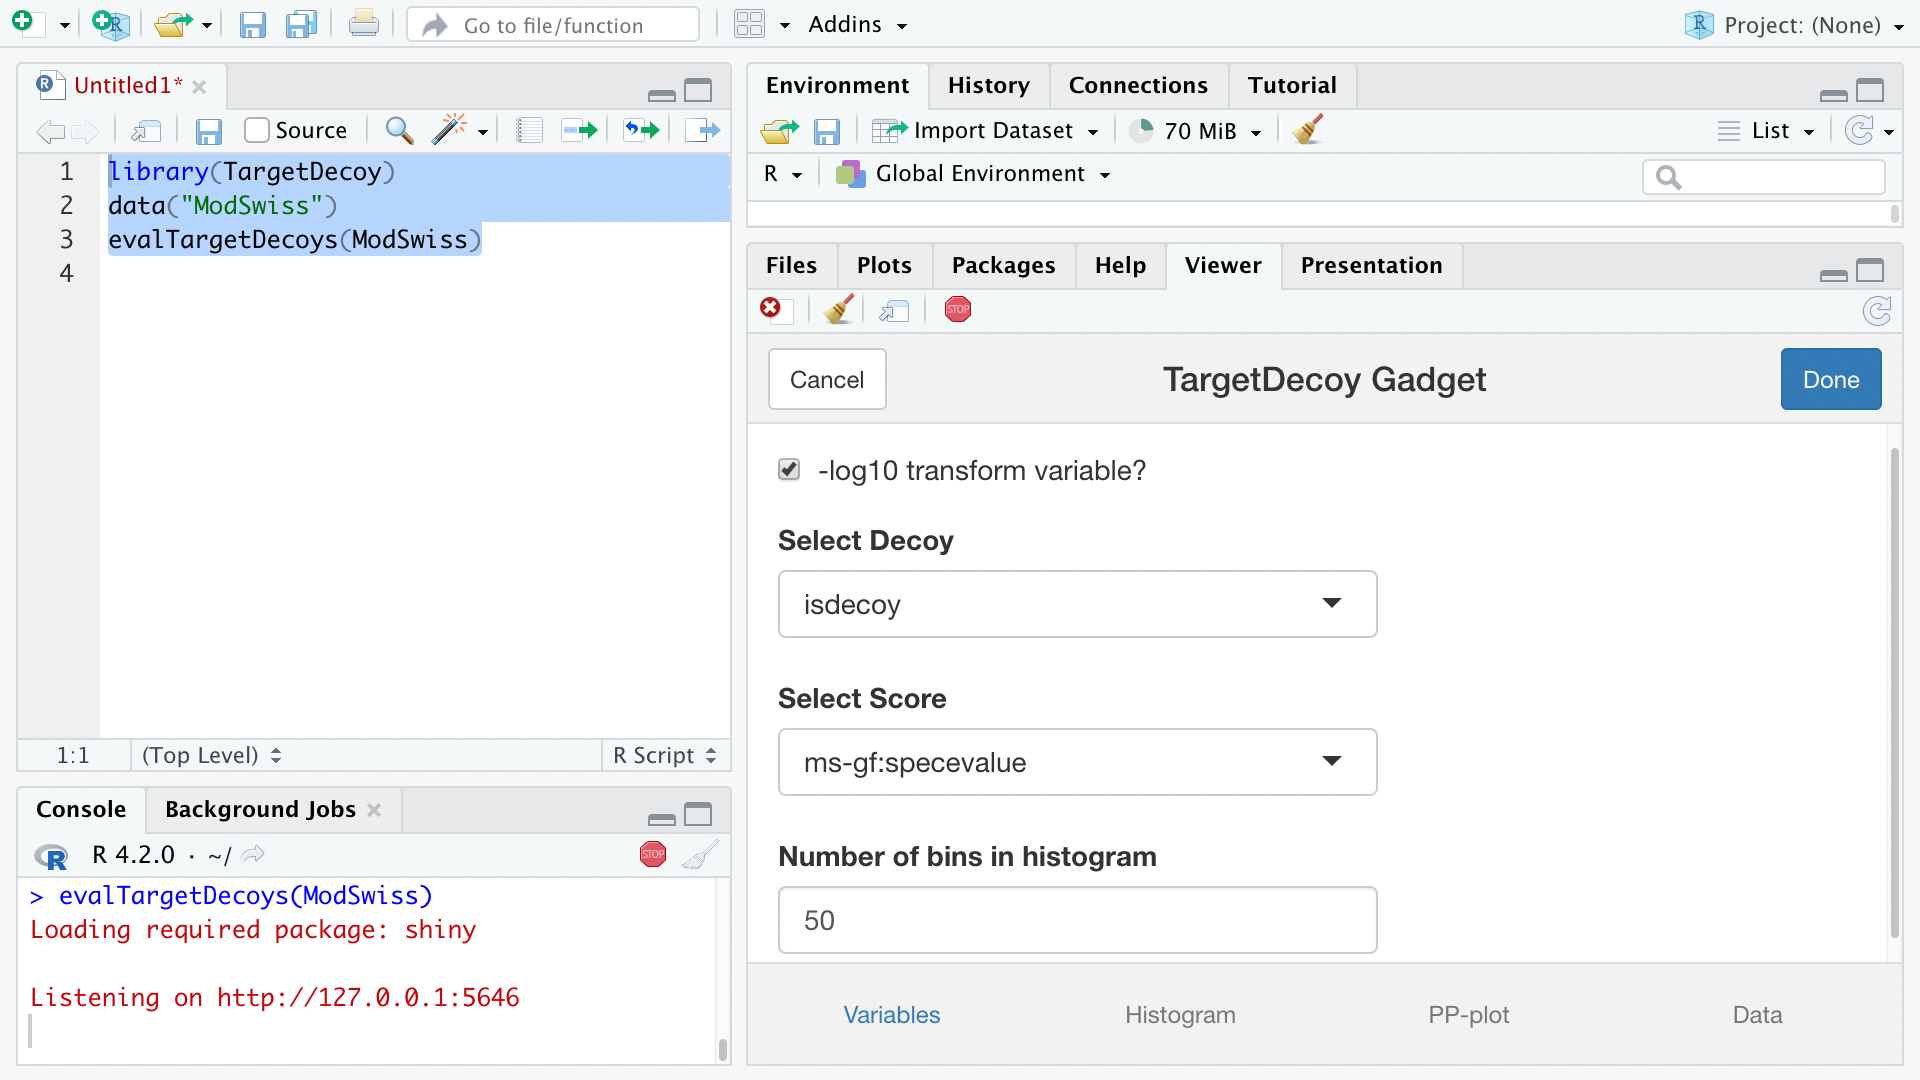 Go to file/function
Addins
Project: (None)
Untitled1*
Source
1 library(TargetDecoy)
2 data("ModSwiss")
3 evalTargetDecoys(ModSwiss)
4
1:1 (Top Level) R Script
Console Background Jobs
R 4.2.0 · ~/
STOP
> evalTargetDecoys(ModSwiss)
Loading required package: shiny
Listening on http://127.0.0.1:5646
Environment History Connections Tutorial
Import Dataset 70 MiB List
R Global Environment
Files Plots Packages Help Viewer Presentation
STOP
Cancel TargetDecoy Gadget Done
-log10 transform variable?
Select Decoy
isdecoy
Select Score
ms-gf:specevalue
Number of bins in histogram
50
Variables Histogram PP-plot Data